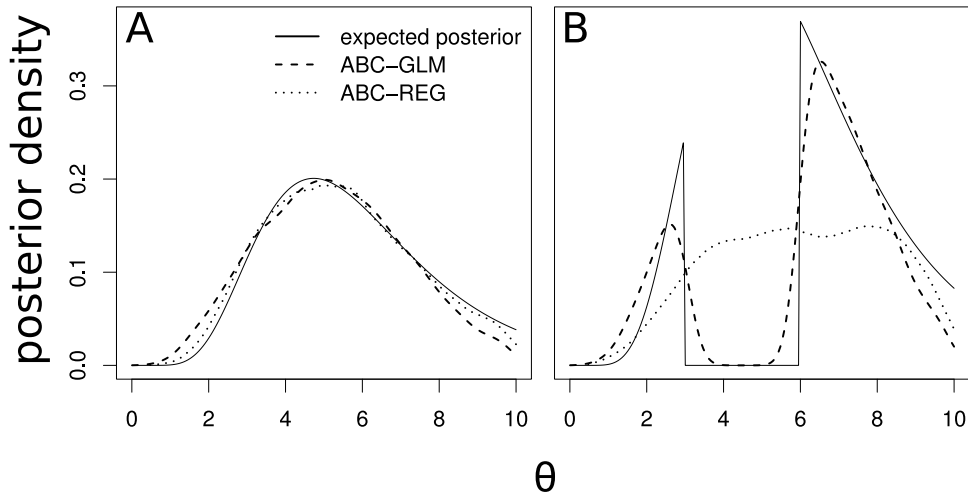 A
expected posterior
ABC−GLM
ABC−REG
B
posterior density
0.0
0.1
0.2
0.3
0 2 4 6 8 10
0 2 4 6 8 10
θ